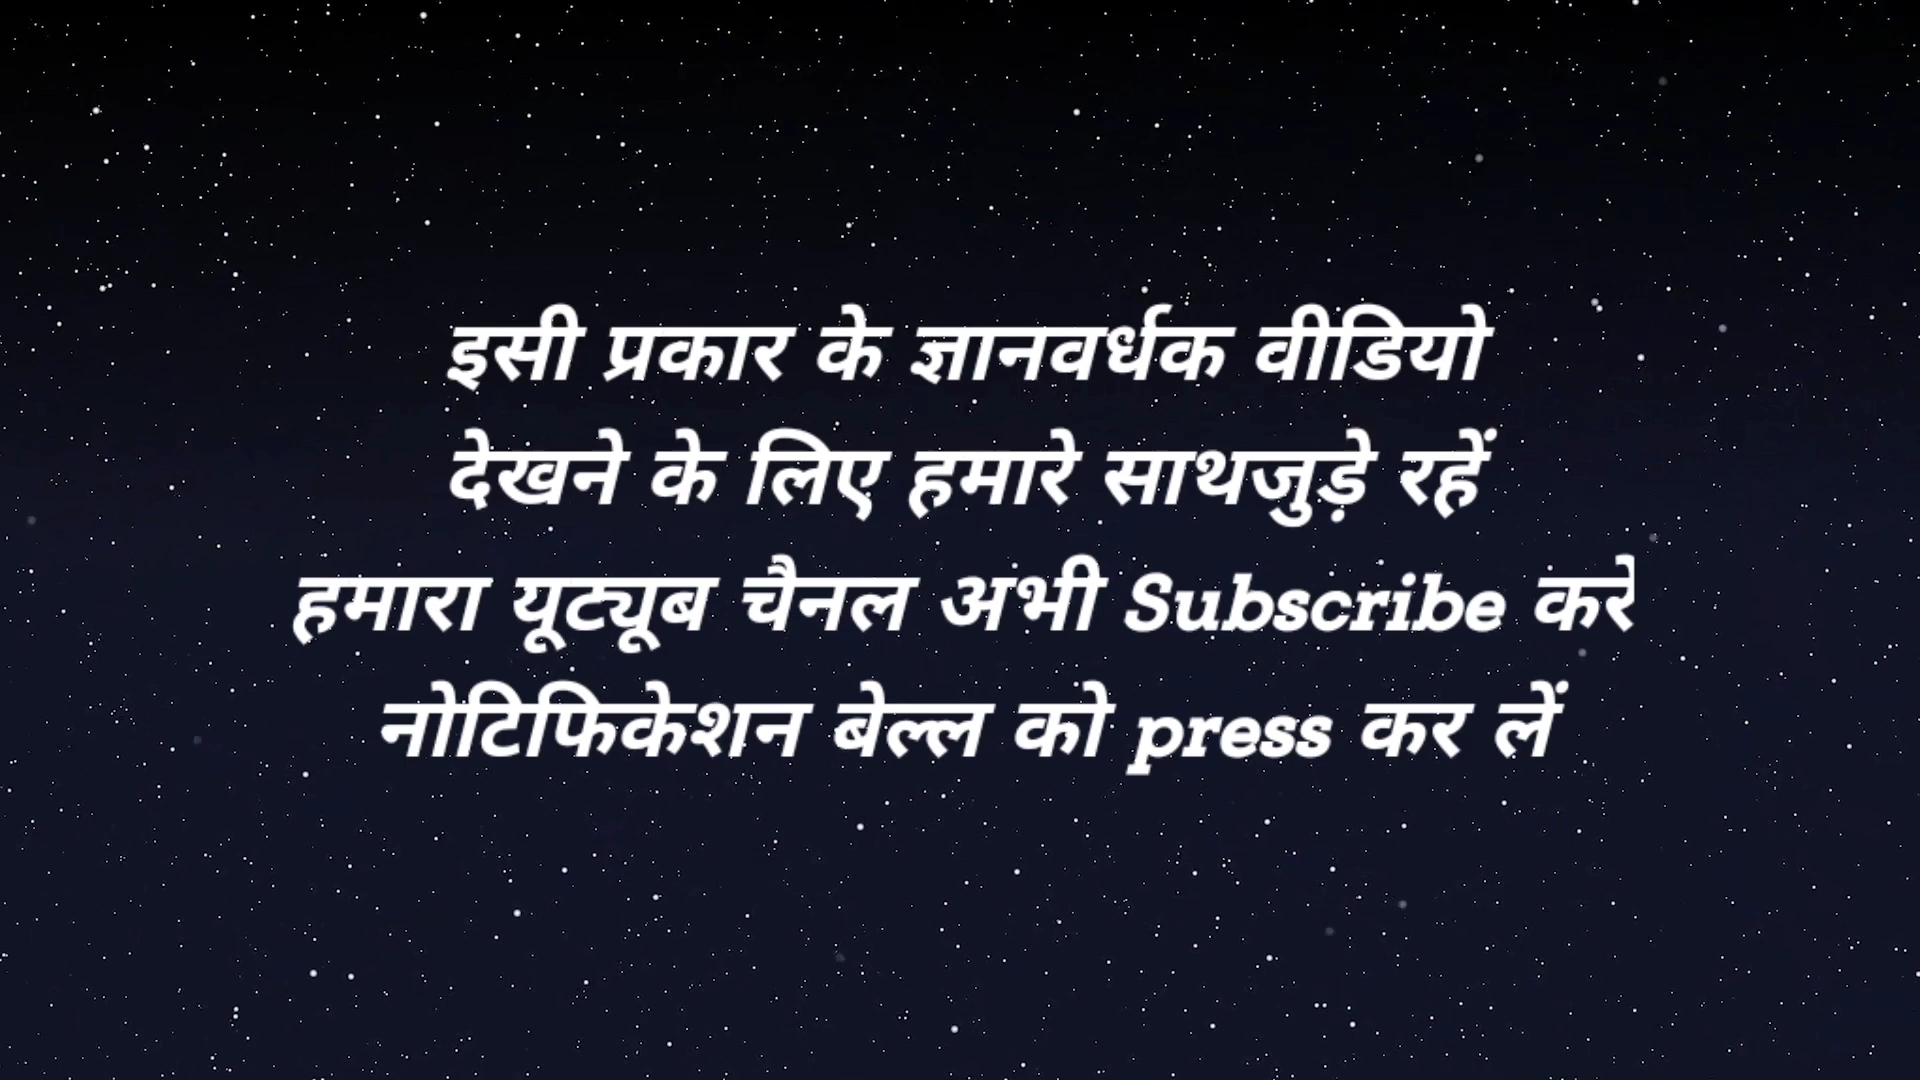 इसी प्रकार के ज्ञानवर्धक वीडियो
देखने के लिए हमारे साथजुड़े रहें
हमारा यूट्यूब चैनल अभी Subscribe करे
नोटिफिकेशन बेल्ल को press कर लें